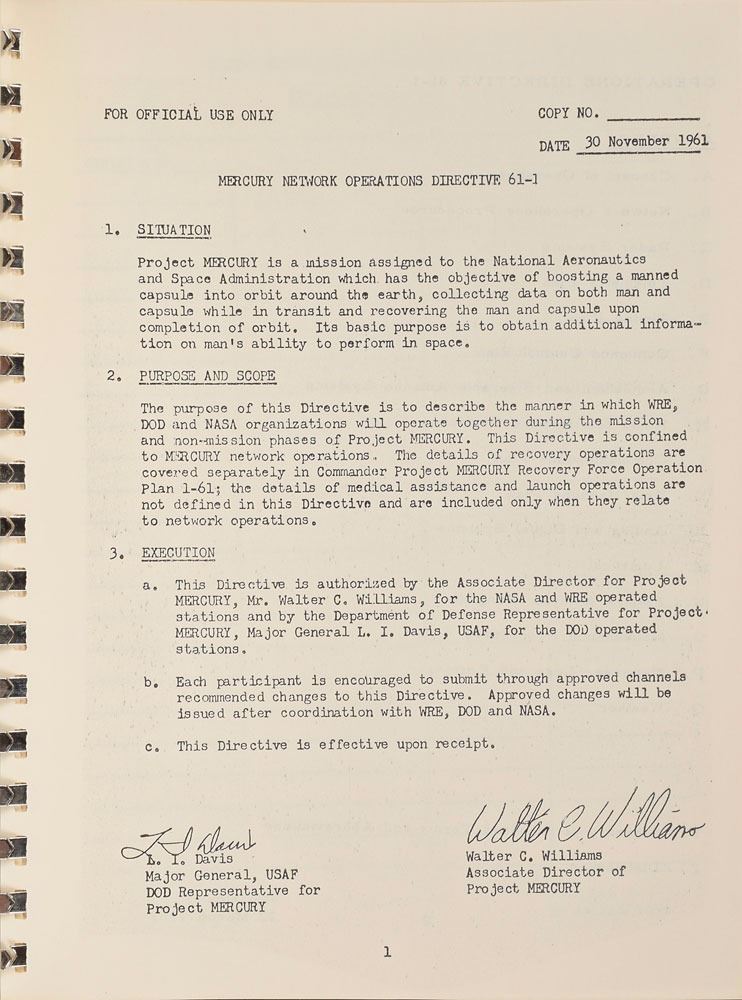 FOR OFFICIAL USE ONLY
COPY NO.
DATE 30 November 1961
MERCURY NETWORK OPERATIONS DIRECTIVE 61-1
1. SITUATION
Project MERCURY is a mission assigned to the National Aeronautics
and Space Administration which has the objective of boosting a manned
capsule into orbit around the earth, collecting data on both man and
capsule while in transit and recovering the man and capsule upon
completion of orbit. Its basic purpose is to obtain additional informa-
tion on man's ability to perform in space.
2. PURPOSE AND SCOPE
The purpose of this Directive is to describe the manner in which WRE,
DOD and NASA organizations will operate together during the mission
and non-mission phases of Project MERCURY. This Directive is confined
to MERCURY network operations. The details of recovery operations are
covered separately in Commander Project MERCURY Recovery Force Operation
Plan 1-61; the details of medical assistance and launch operations are
not defined in this Directive and are included only when they relate
to network operations.
3. EXECUTION
a. This Directive is authorized by the Associate Director for Project
MERCURY, Mr. Walter C. Williams, for the NASA and WRE operated
stations and by the Department of Defense Representative for Project
MERCURY, Major General L. I. Davis, USAF, for the DOD operated
stations.
b. Each participant is encouraged to submit through approved channels
recommended changes to this Directive. Approved changes will be
issued after coordination with WRE, DOD and NASA.
c. This Directive is effective upon receipt.
L I Davis
L. I. Davis
Major General, USAF
DOD Representative for
Project MERCURY
Walter C. Williams
Walter C. Williams
Associate Director of
Project MERCURY
1